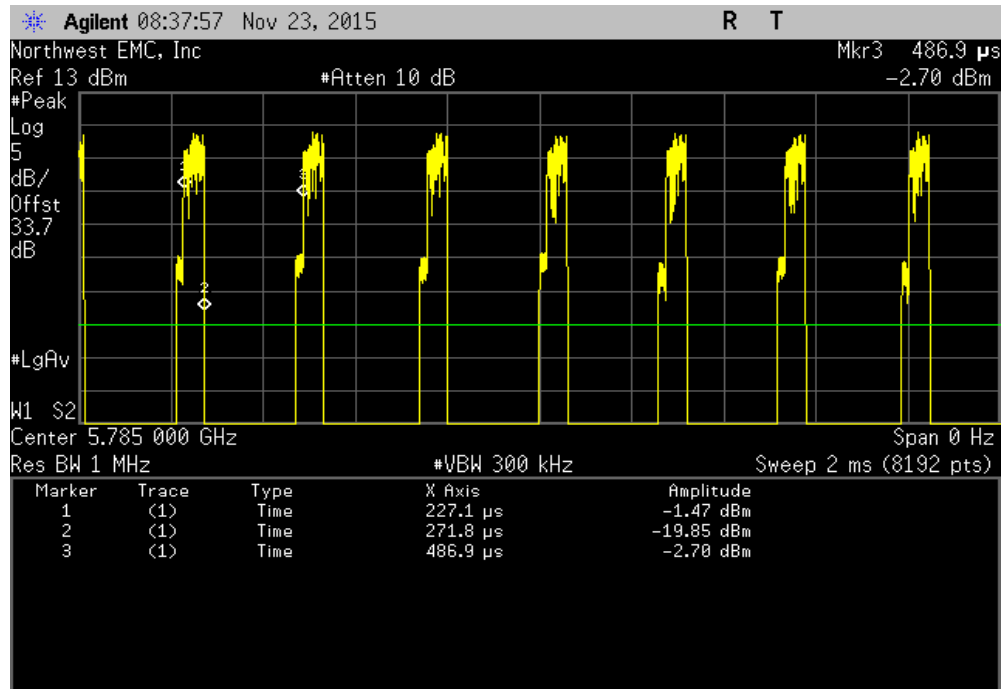 Agilent 08:37:57 Nov 23, 2015 R T
Northwest EMC, Inc Mkr3 486.9 µs
Ref 13 dBm #Atten 10 dB -2.70 dBm
#Peak
Log
5
dB/
Offst
33.7
dB
1
3
2
#LgAv
W1 S2
Center 5.785 000 GHz Span 0 Hz
Res BW 1 MHz #VBW 300 kHz Sweep 2 ms (8192 pts)
Marker Trace Type X Axis Amplitude
1 (1) Time 227.1 µs -1.47 dBm
2 (1) Time 271.8 µs -19.85 dBm
3 (1) Time 486.9 µs -2.70 dBm